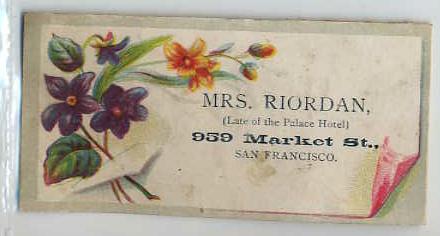 MRS. RIORDAN,
(Late of the Palace Hotel)
959 Market St.,
SAN FRANCISCO.